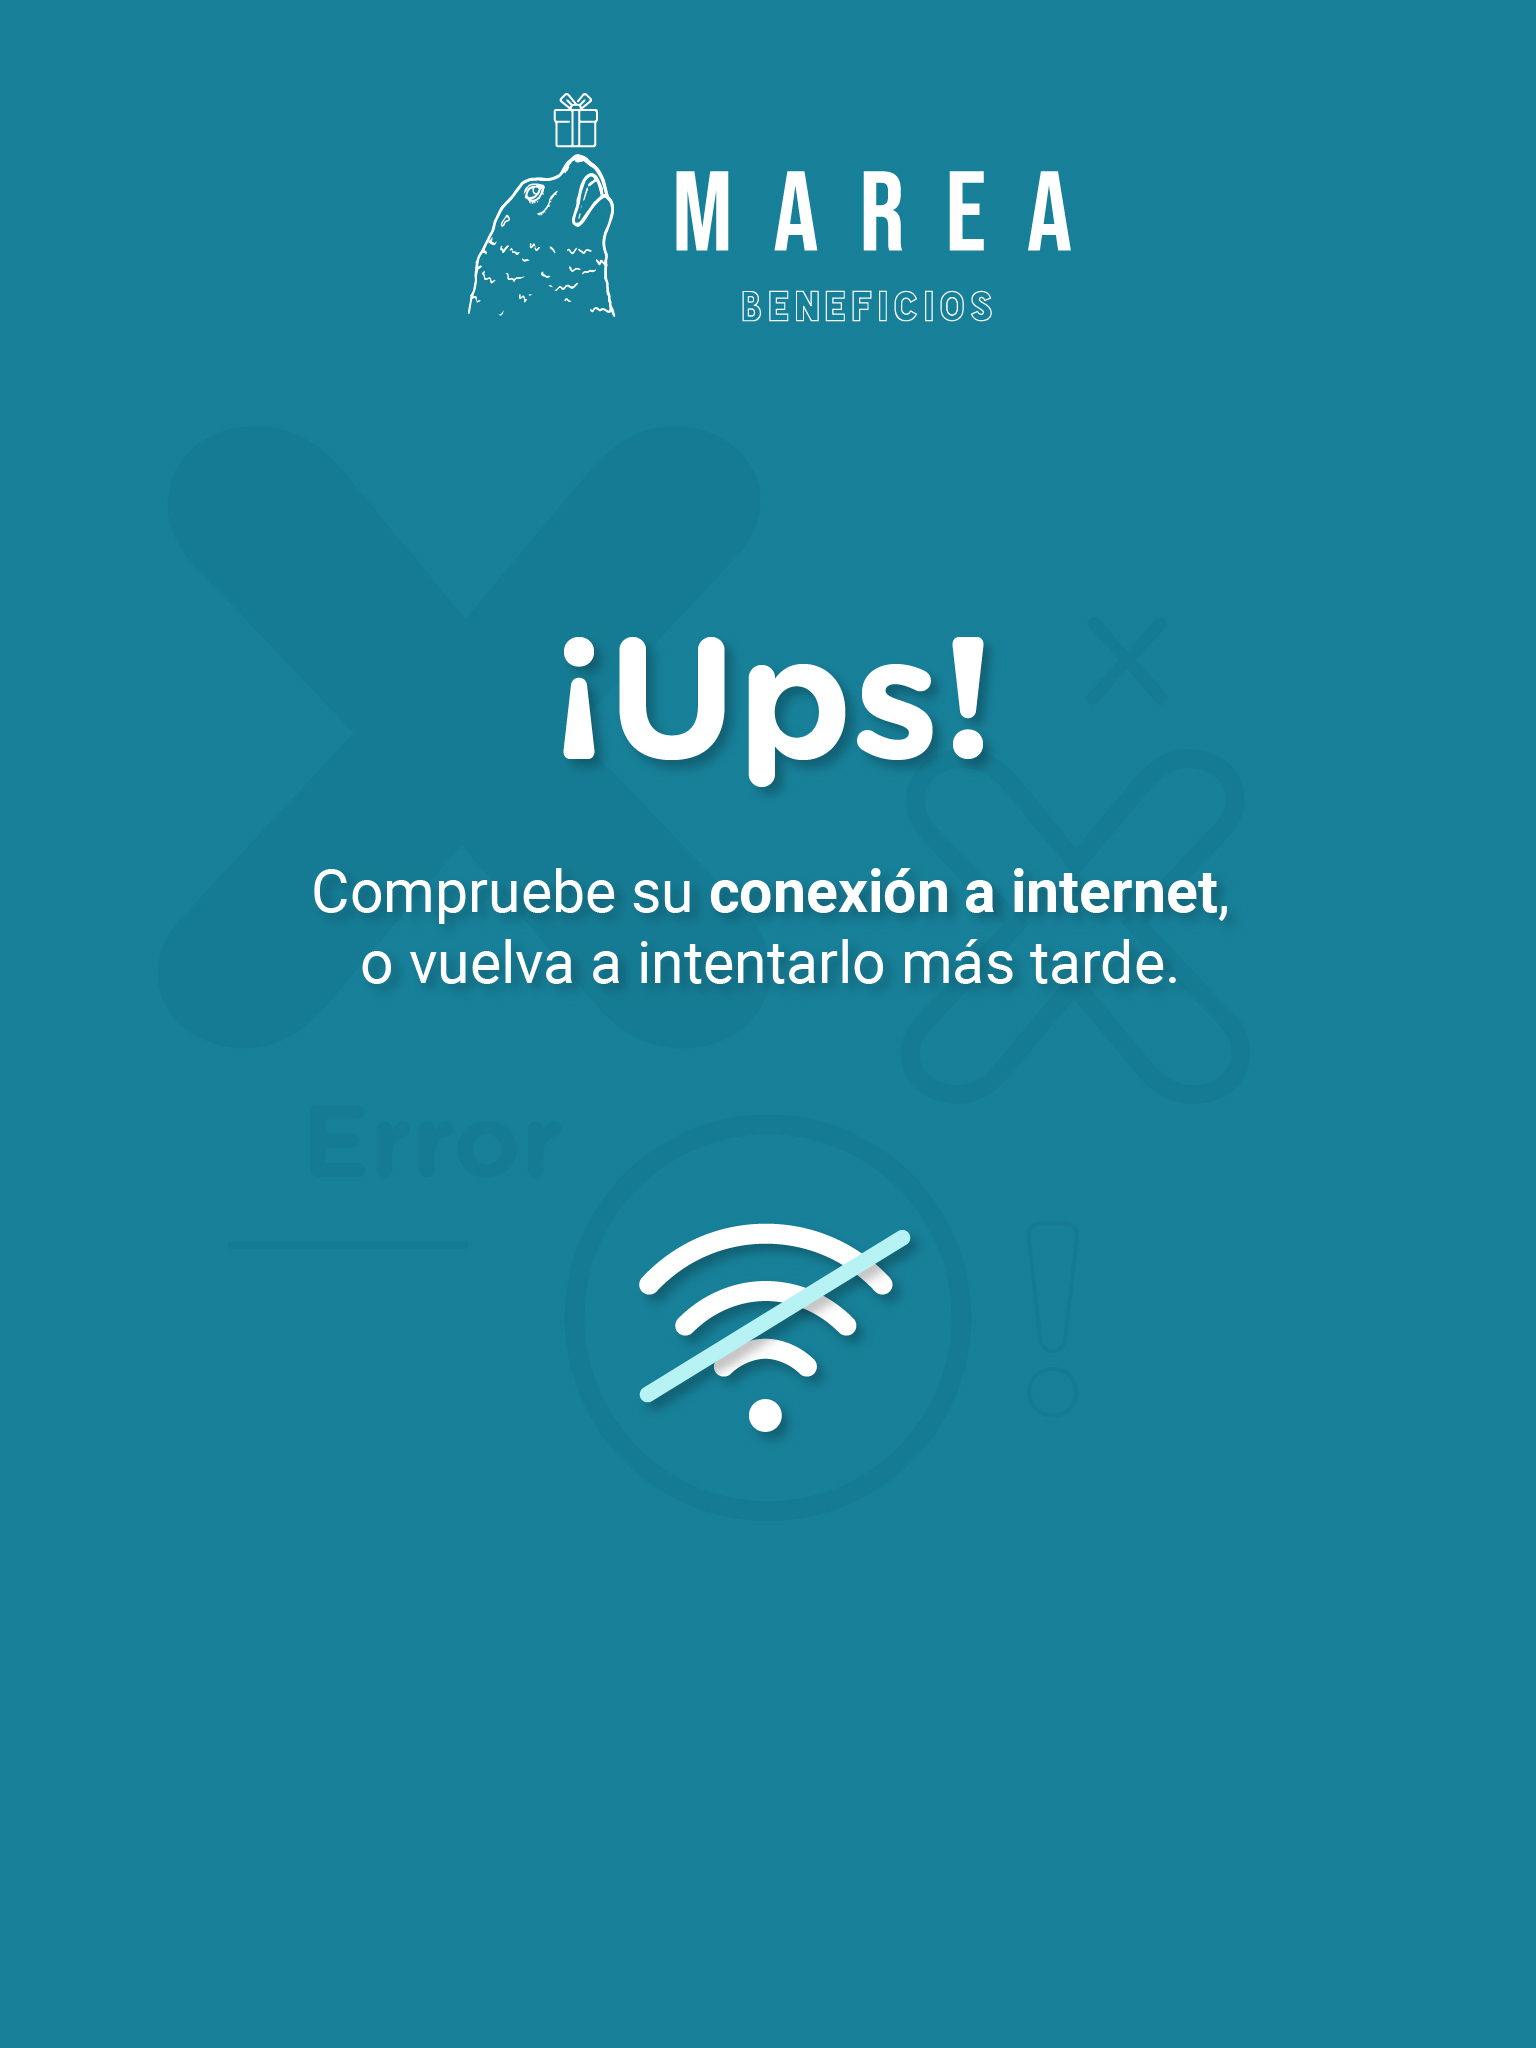 MAREA
BENEFICIOS
¡Ups!
Compruebe su conexión a internet,
o vuelva a intentarlo más tarde.
Error
!